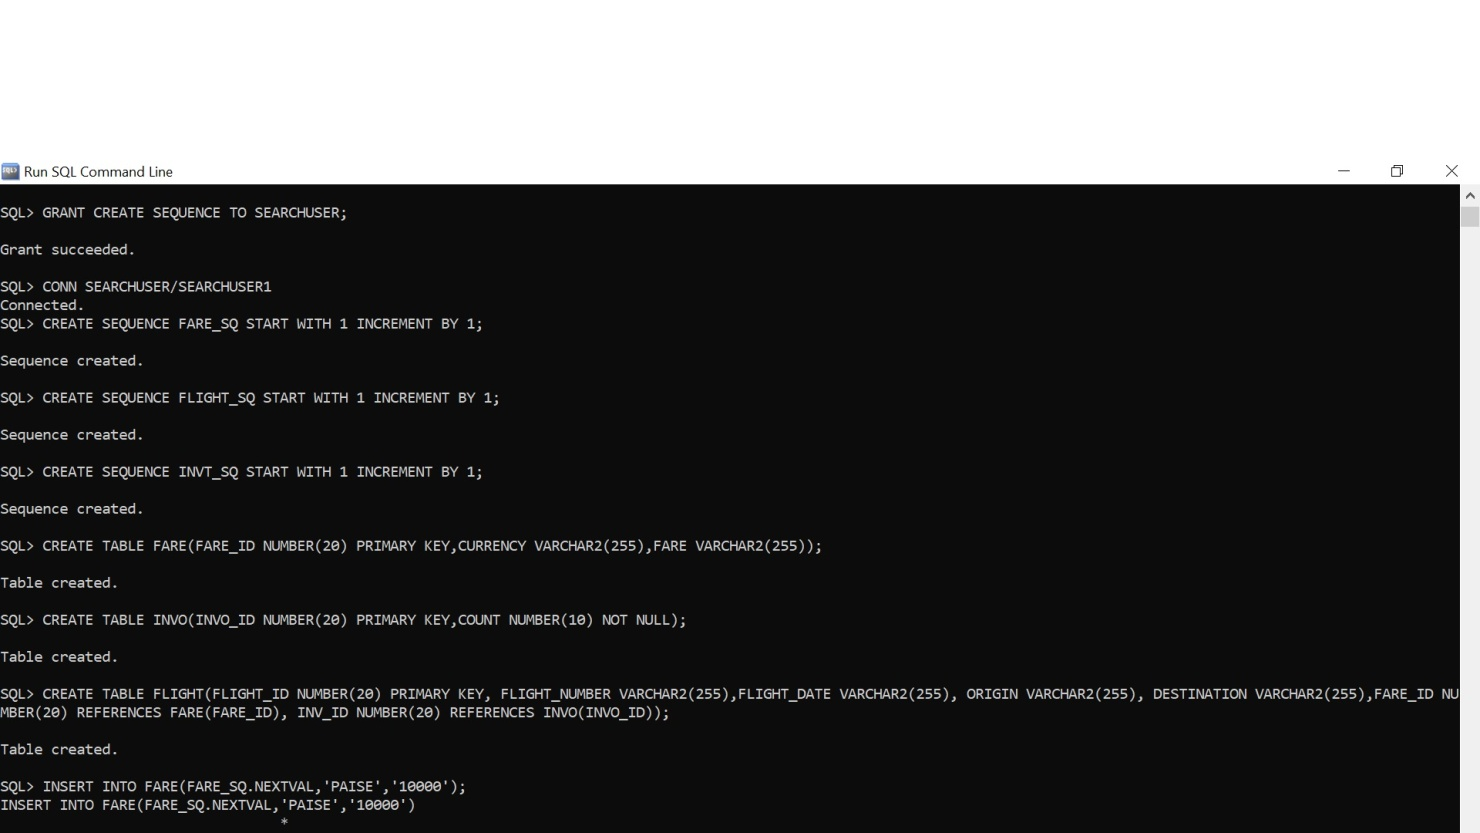 Run SQL Command Line
SQL> GRANT CREATE SEQUENCE TO SEARCHUSER;
Grant succeeded.
SQL> CONN SEARCHUSER/SEARCHUSER1
Connected.
SQL> CREATE SEQUENCE FARE_SQ START WITH 1 INCREMENT BY 1;
Sequence created.
SQL> CREATE SEQUENCE FLIGHT_SQ START WITH 1 INCREMENT BY 1;
Sequence created.
SQL> CREATE SEQUENCE INVT_SQ START WITH 1 INCREMENT BY 1;
Sequence created.
SQL> CREATE TABLE FARE(FARE_ID NUMBER(20) PRIMARY KEY,CURRENCY VARCHAR2(255),FARE VARCHAR2(255));
Table created.
SQL> CREATE TABLE INVO(INVO_ID NUMBER(20) PRIMARY KEY,COUNT NUMBER(10) NOT NULL);
Table created.
SQL> CREATE TABLE FLIGHT(FLIGHT_ID NUMBER(20) PRIMARY KEY, FLIGHT_NUMBER VARCHAR2(255),FLIGHT_DATE VARCHAR2(255), ORIGIN VARCHAR2(255), DESTINATION VARCHAR2(255),FARE_ID NU
MBER(20) REFERENCES FARE(FARE_ID), INV_ID NUMBER(20) REFERENCES INVO(INVO_ID));
Table created.
SQL> INSERT INTO FARE(FARE_SQ.NEXTVAL,'PAISE','10000');
INSERT INTO FARE(FARE_SQ.NEXTVAL,'PAISE','10000')
*